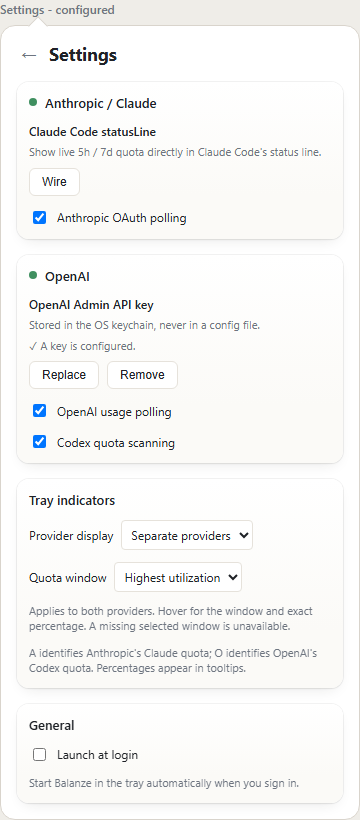 Settings - configured
← Settings
Anthropic / Claude
Claude Code statusLine
Show live 5h / 7d quota directly in Claude Code's status line.
Wire
Anthropic OAuth polling
OpenAI
OpenAI Admin API key
Stored in the OS keychain, never in a config file.
✓ A key is configured.
Replace Remove
OpenAI usage polling
Codex quota scanning
Tray indicators
Provider display Separate providers
Quota window Highest utilization
Applies to both providers. Hover for the window and exact
percentage. A missing selected window is unavailable.
A identifies Anthropic's Claude quota; O identifies OpenAI's
Codex quota. Percentages appear in tooltips.
General
Launch at login
Start Balanze in the tray automatically when you sign in.